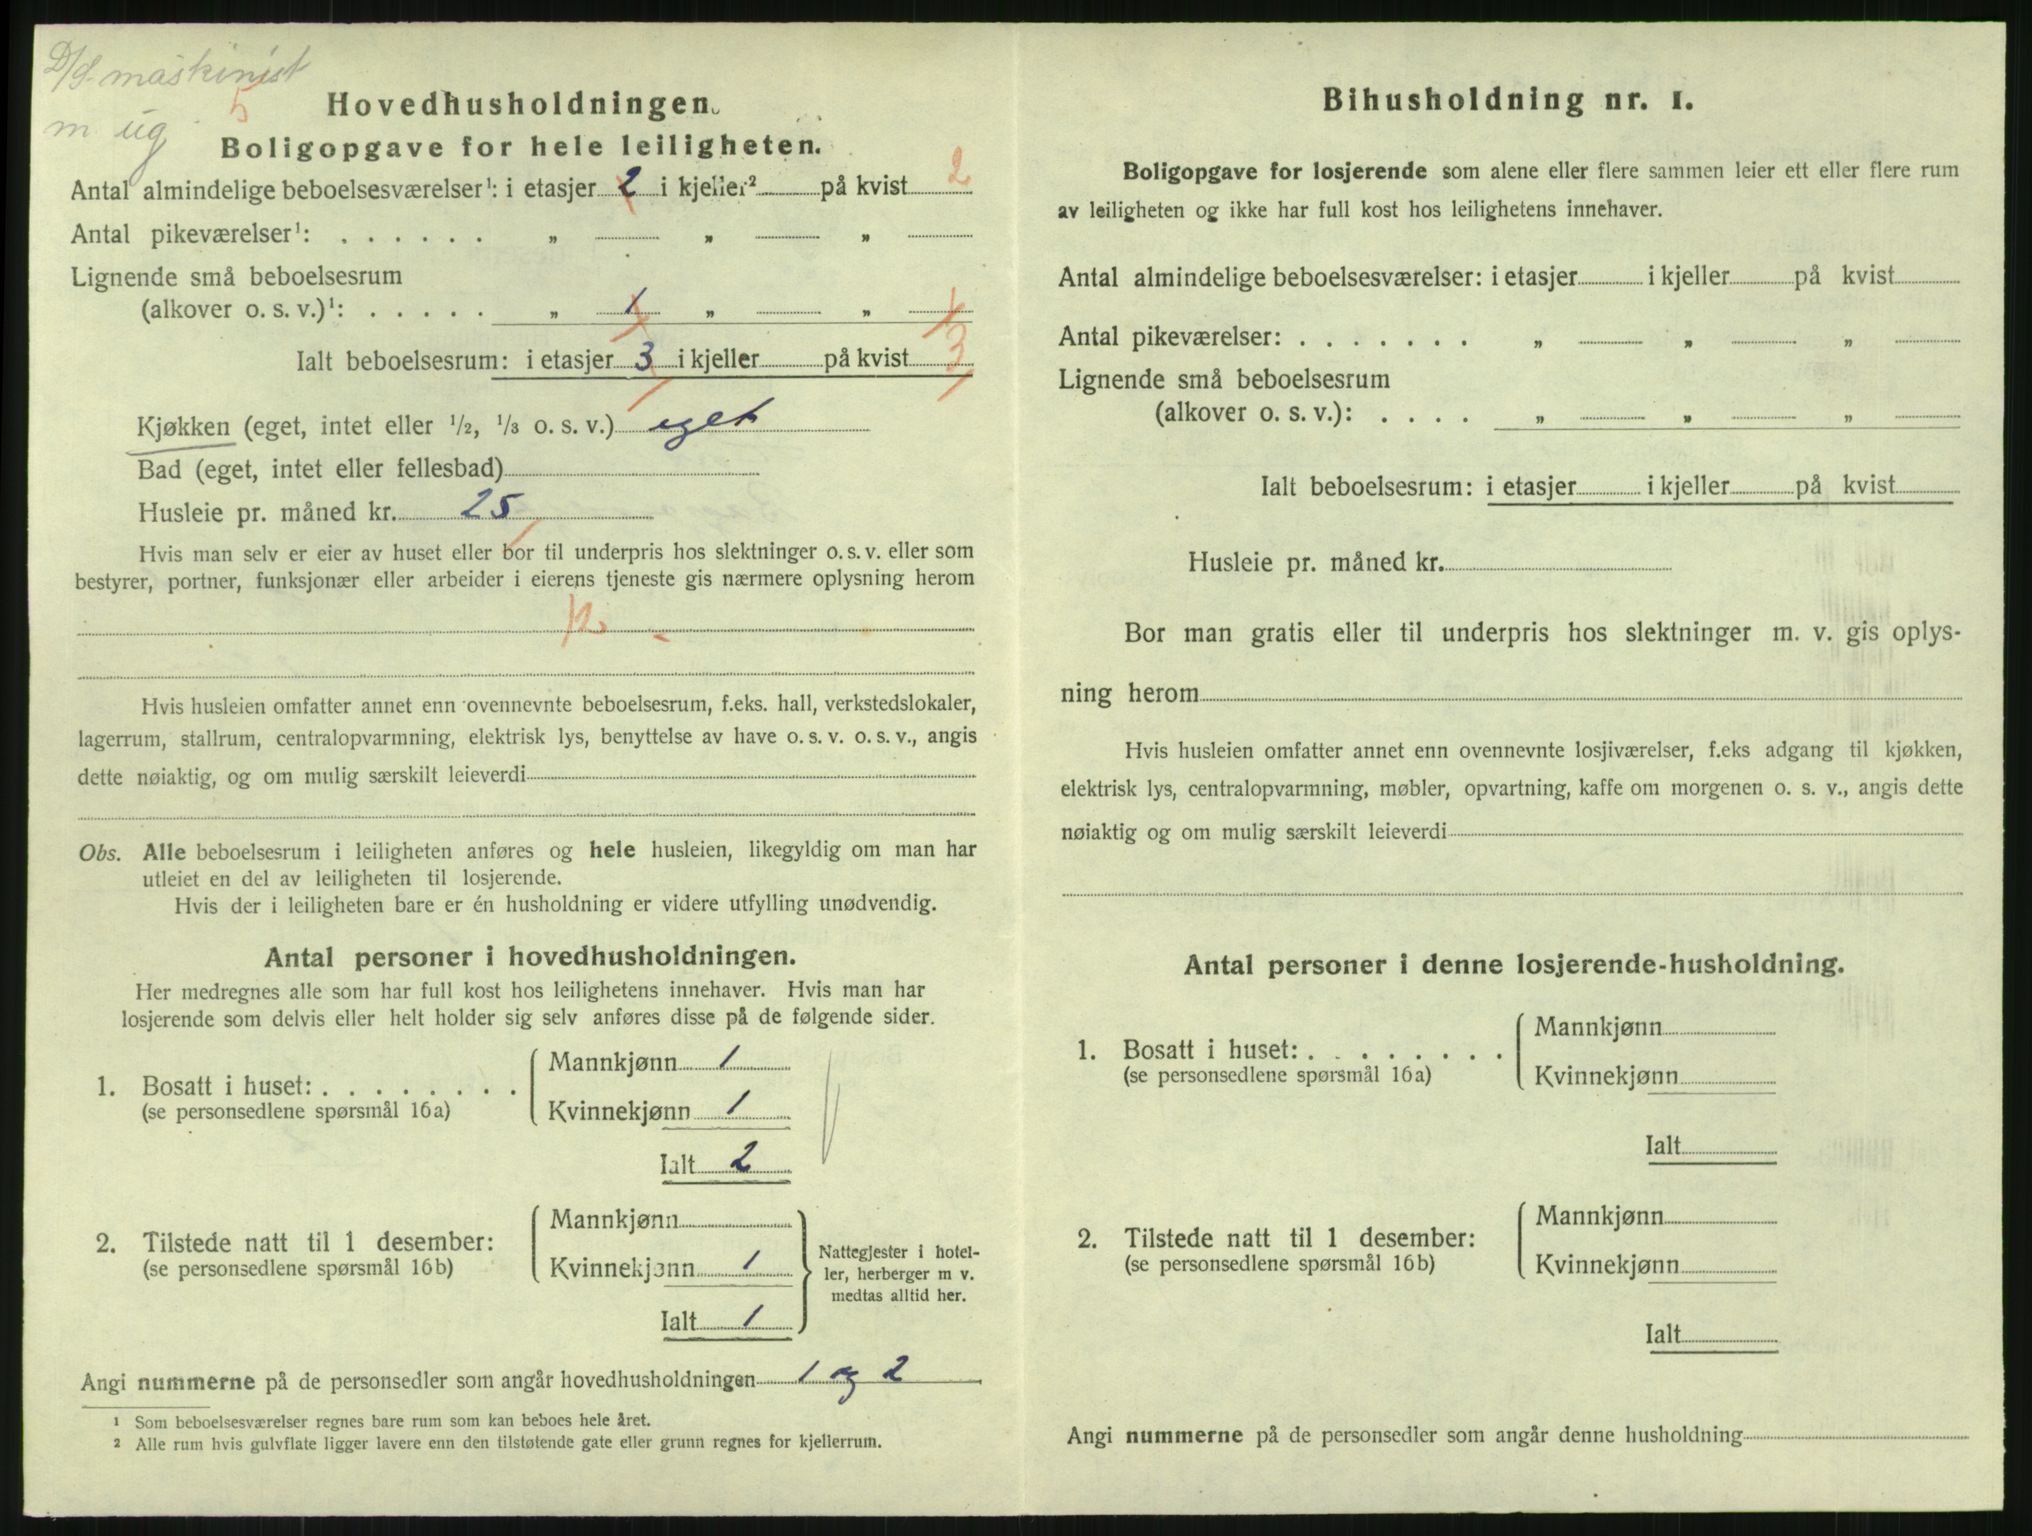 D/S maskinist
m ug.
5
Hovedhusholdningen.
Boligopgave for hele leiligheten.
Antal almindelige beboelsesværelser¹: i etasjer 2 i kjeller² på kvist 2
Antal pikeværelser¹: . . . . . . „ „ „
Lignende små beboelsesrum
(alkover o. s. v.)¹: . . . . . „ 1 „ „ 1
Ialt beboelsesrum: i etasjer 3 i kjeller på kvist 3
Kjøkken (eget, intet eller 1/2, 1/3 o. s. v.) eget
Bad (eget, intet eller fellesbad)
Husleie pr. måned kr. 25
Hvis man selv er eier av huset eller bor til underpris hos slektninger o. s. v. eller som
bestyrer, portner, funksjonær eller arbeider i eierens tjeneste gis nærmere oplysning herom
Hvis husleien omfatter annet enn ovennevnte beboelsesrum, f.eks. hall, verkstedslokaler,
lagerrum, stallrum, centralopvarmning, elektrisk lys, benyttelse av have o. s. v. o. s. v., angis
dette nøiaktig, og om mulig særskilt leieverdi
Obs. Alle beboelsesrum i leiligheten anføres og hele husleien, likegyldig om man har
utleiet en del av leiligheten til losjerende.
Hvis der i leiligheten bare er én husholdning er videre utfylling unødvendig.
Antal personer i hovedhusholdningen.
Her medregnes alle som har full kost hos leilighetens innehaver. Hvis man har
losjerende som delvis eller helt holder sig selv anføres disse på de følgende sider.
Mannkjønn 1
1. Bosatt i huset: . . . . . . . .
(se personsedlene spørsmål 16a)
Kvinnekjønn 1
Ialt 2
Mannkjønn
2. Tilstede natt til 1 desember:
(se personsedlene spørsmål 16b)
Kvinnekjønn 1
Ialt 1
Nattegjester i hotel-
ler, herberger m v.
medtas alltid her.
Angi nummerne på de personsedler som angår hovedhusholdningen 1 og 2
¹ Som beboelsesværelser regnes bare rum som kan beboes hele året.
² Alle rum hvis gulvflate ligger lavere enn den tilstøtende gate eller grunn regnes for kjellerrum.
Bihusholdning nr. 1.
Boligopgave for losjerende som alene eller flere sammen leier ett eller flere rum
av leiligheten og ikke har full kost hos leilighetens innehaver.
Antal almindelige beboelsesværelser: i etasjer i kjeller på kvist
Antal pikeværelser: . . . . . . . „ „ „
Lignende små beboelsesrum
(alkover o. s. v.): . . . . „ „ „
Ialt beboelsesrum: i etasjer i kjeller på kvist
Husleie pr. måned kr.
Bor man gratis eller til underpris hos slektninger m. v. gis oplys-
ning herom
Hvis husleien omfatter annet enn ovennevnte losjiværelser, f.eks adgang til kjøkken,
elektrisk lys, centralopvarmning, møbler, opvartning, kaffe om morgenen o. s. v., angis dette
nøiaktig og om mulig særskilt leieverdi
Antal personer i denne losjerende-husholdning.
Mannkjønn
1. Bosatt i huset: . . . . . . . .
(se personsedlene spørsmål 16a)
Kvinnekjønn
Ialt
Mannkjønn
2. Tilstede natt til 1 desember:
(se personsedlene spørsmål 16b)
Kvinnekjønn
Ialt
Angi nummerne på de personsedler som angår denne husholdning